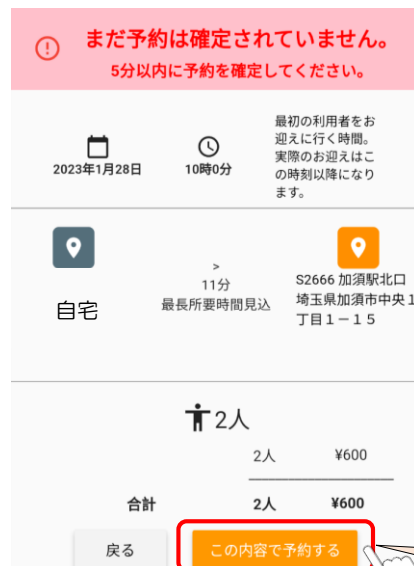 まだ予約は確定されていません。
5分以内に予約を確定してください。
最初の利用者をお
迎えに行く時間。
実際のお迎えはこ
の時刻以降になり
ます。
2023年1月28日
10時0分
自宅
>
11分
最長所要時間見込
S2666 加須駅北口
埼玉県加須市中央1
丁目1－15
2人
2人 ¥600
合計 2人 ¥600
戻る
この内容で予約する